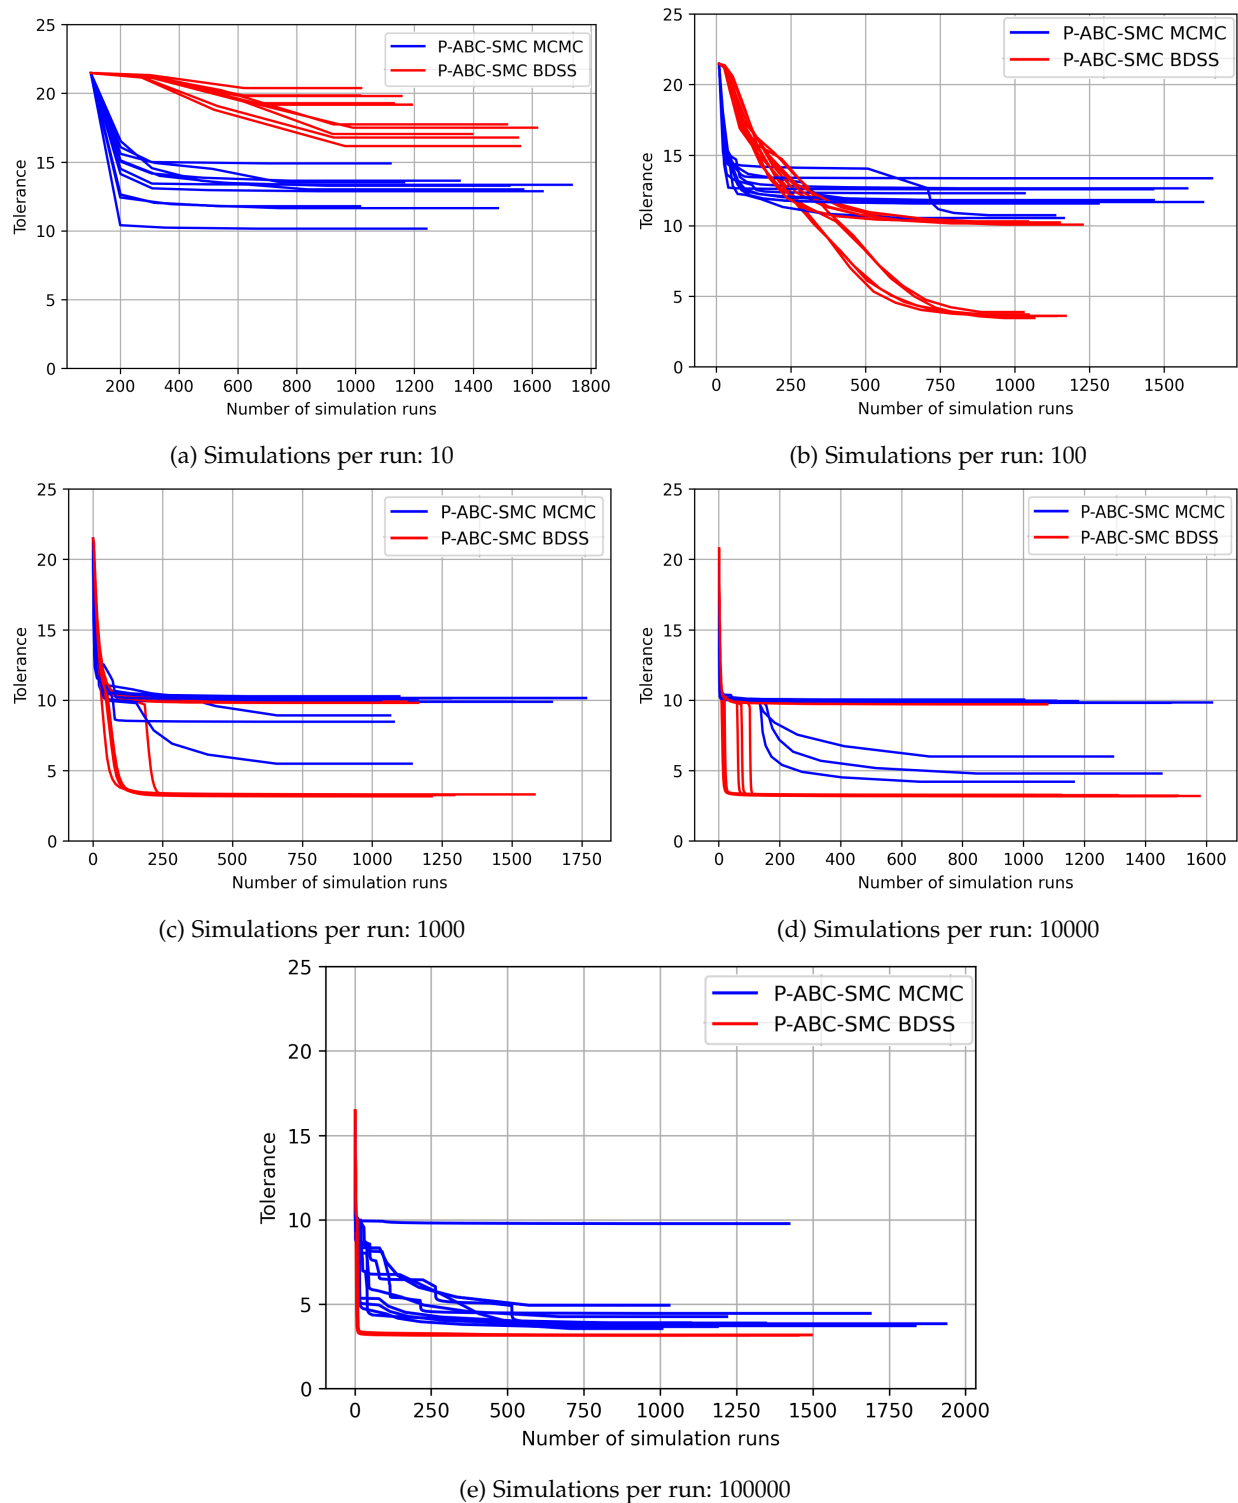 25
20
15
10
5
0
Tolerance
200 400 600 800 1000 1200 1400 1600 1800
Number of simulation runs
P-ABC-SMC MCMC
P-ABC-SMC BDSS
(a) Simulations per run: 10
25
20
15
10
5
0
Tolerance
0 250 500 750 1000 1250 1500
Number of simulation runs
P-ABC-SMC MCMC
P-ABC-SMC BDSS
(b) Simulations per run: 100
25
20
15
10
5
0
Tolerance
0 250 500 750 1000 1250 1500 1750
Number of simulation runs
P-ABC-SMC MCMC
P-ABC-SMC BDSS
(c) Simulations per run: 1000
25
20
15
10
5
0
Tolerance
0 200 400 600 800 1000 1200 1400 1600
Number of simulation runs
P-ABC-SMC MCMC
P-ABC-SMC BDSS
(d) Simulations per run: 10000
25
20
15
10
5
0
Tolerance
0 250 500 750 1000 1250 1500 1750 2000
Number of simulation runs
P-ABC-SMC MCMC
P-ABC-SMC BDSS
(e) Simulations per run: 100000